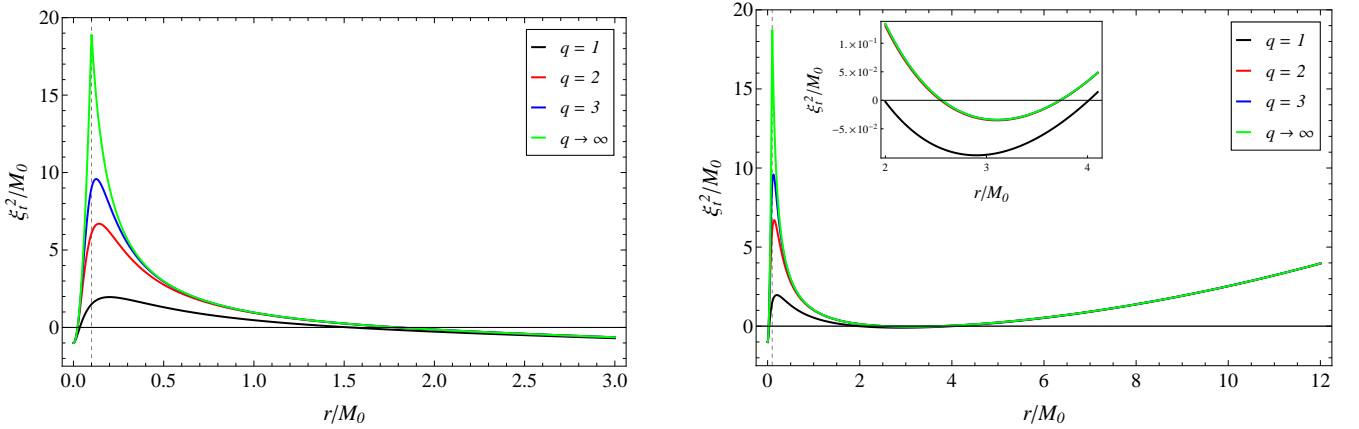 20
15
10
5
0
ξₜ²/M₀
0.0 0.5 1.0 1.5 2.0 2.5 3.0
r/M₀
q = 1
q = 2
q = 3
q → ∞
20
15
10
5
0
ξₜ²/M₀
0 2 4 6 8 10 12
r/M₀
1.×10⁻¹
5.×10⁻²
0
-5.×10⁻²
ξₜ²/M₀
2 3 4
r/M₀
q = 1
q = 2
q = 3
q → ∞